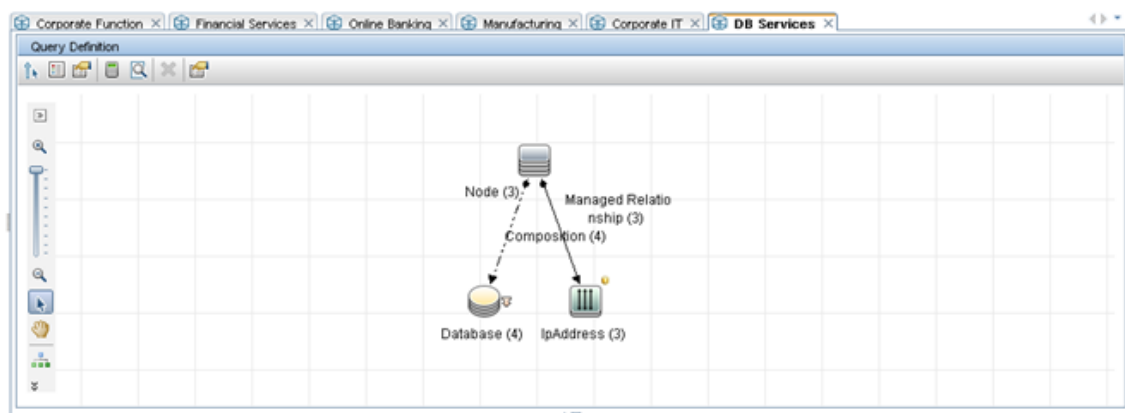 Corporate Function
Financial Services
Online Banking
Manufacturing
Corporate IT
DB Services
Query Definition
Node (3)
Managed Relatio
nship (3)
Composition (4)
Database (4)
IpAddress (3)